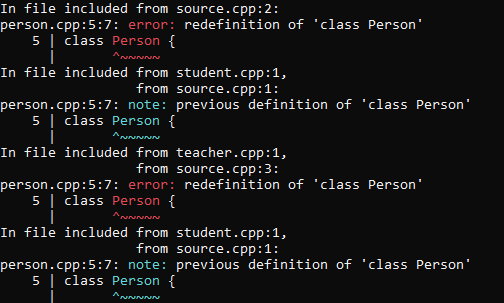 In file included from source.cpp:2:
person.cpp:5:7: error: redefinition of 'class Person'
    5 | class Person {
      |       ^~~~~~
In file included from student.cpp:1,
                 from source.cpp:1:
person.cpp:5:7: note: previous definition of 'class Person'
    5 | class Person {
      |       ^~~~~~
In file included from teacher.cpp:1,
                 from source.cpp:3:
person.cpp:5:7: error: redefinition of 'class Person'
    5 | class Person {
      |       ^~~~~~
In file included from student.cpp:1,
                 from source.cpp:1:
person.cpp:5:7: note: previous definition of 'class Person'
    5 | class Person {
      |       ^~~~~~